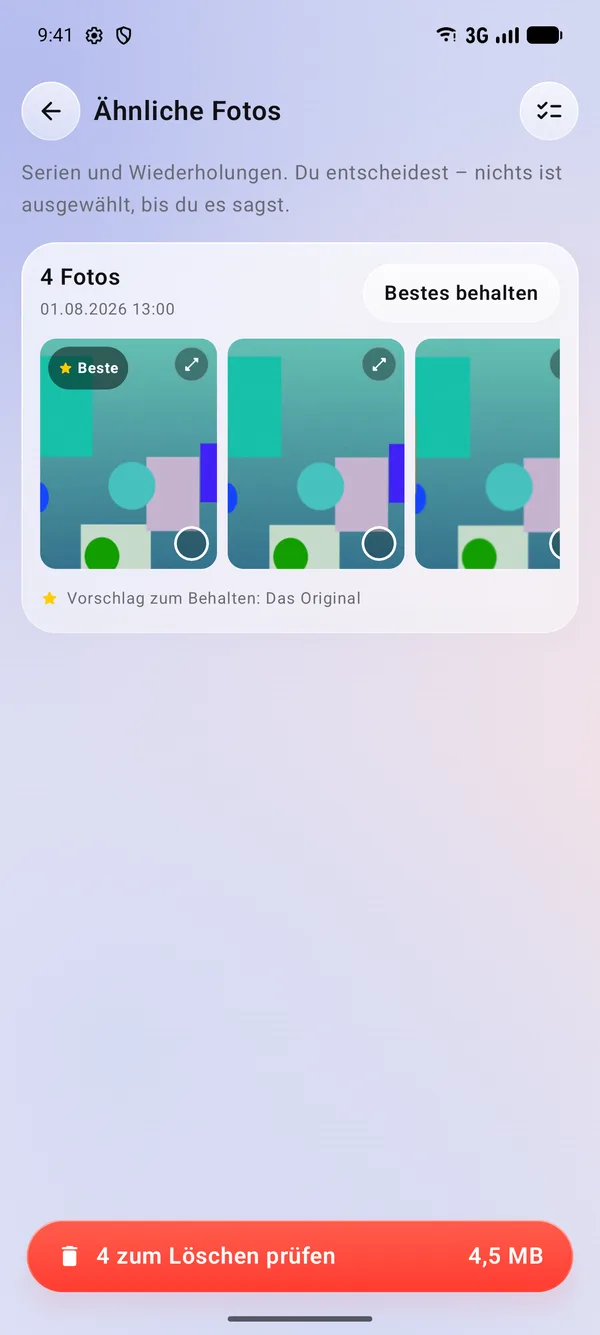 9:41
3G
Ähnliche Fotos
Serien und Wiederholungen. Du entscheidest – nichts ist
ausgewählt, bis du es sagst.
4 Fotos
01.08.2026 13:00
Bestes behalten
Beste
Vorschlag zum Behalten: Das Original
4 zum Löschen prüfen
4,5 MB